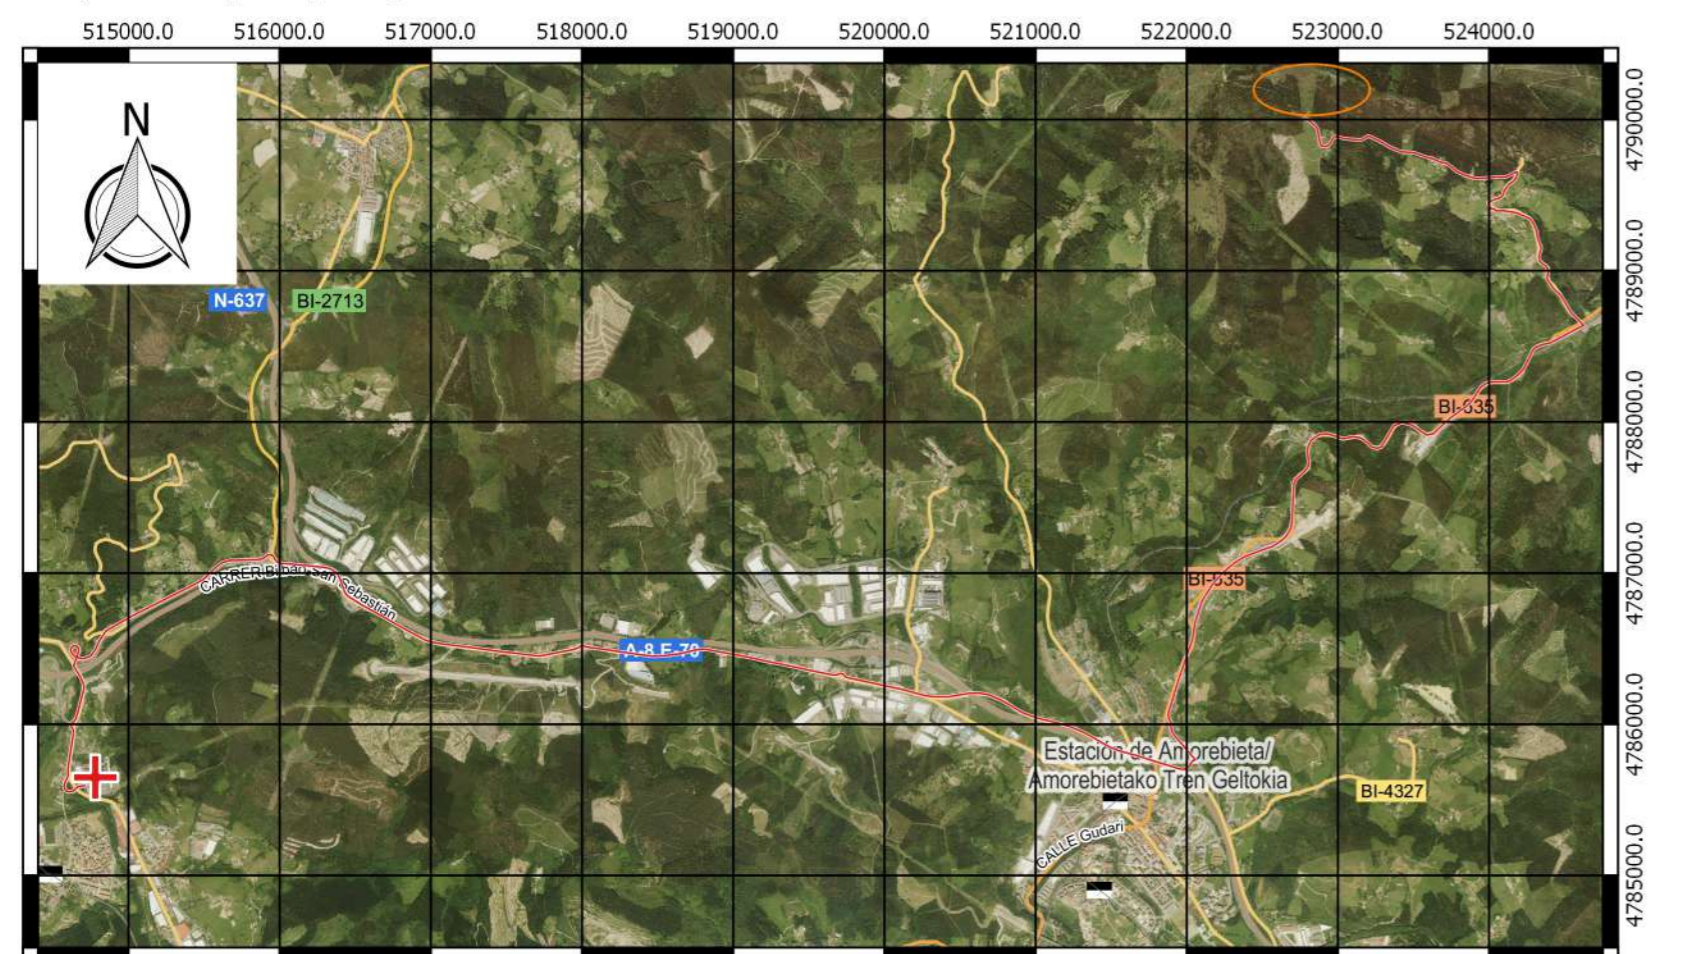 515000.0 516000.0 517000.0 518000.0 519000.0 520000.0 521000.0 522000.0 523000.0 524000.0
4790000.0
N
4789000.0
N-637 BI-2713
4788000.0
BI-635
4787000.0
BI-635
CARRER Bilbao San Sebastián
A-8 E-70
4786000.0
Estación de Amorebieta/
Amorebietako Tren Geltokia
BI-4327
CALLE Gudari
4785000.0